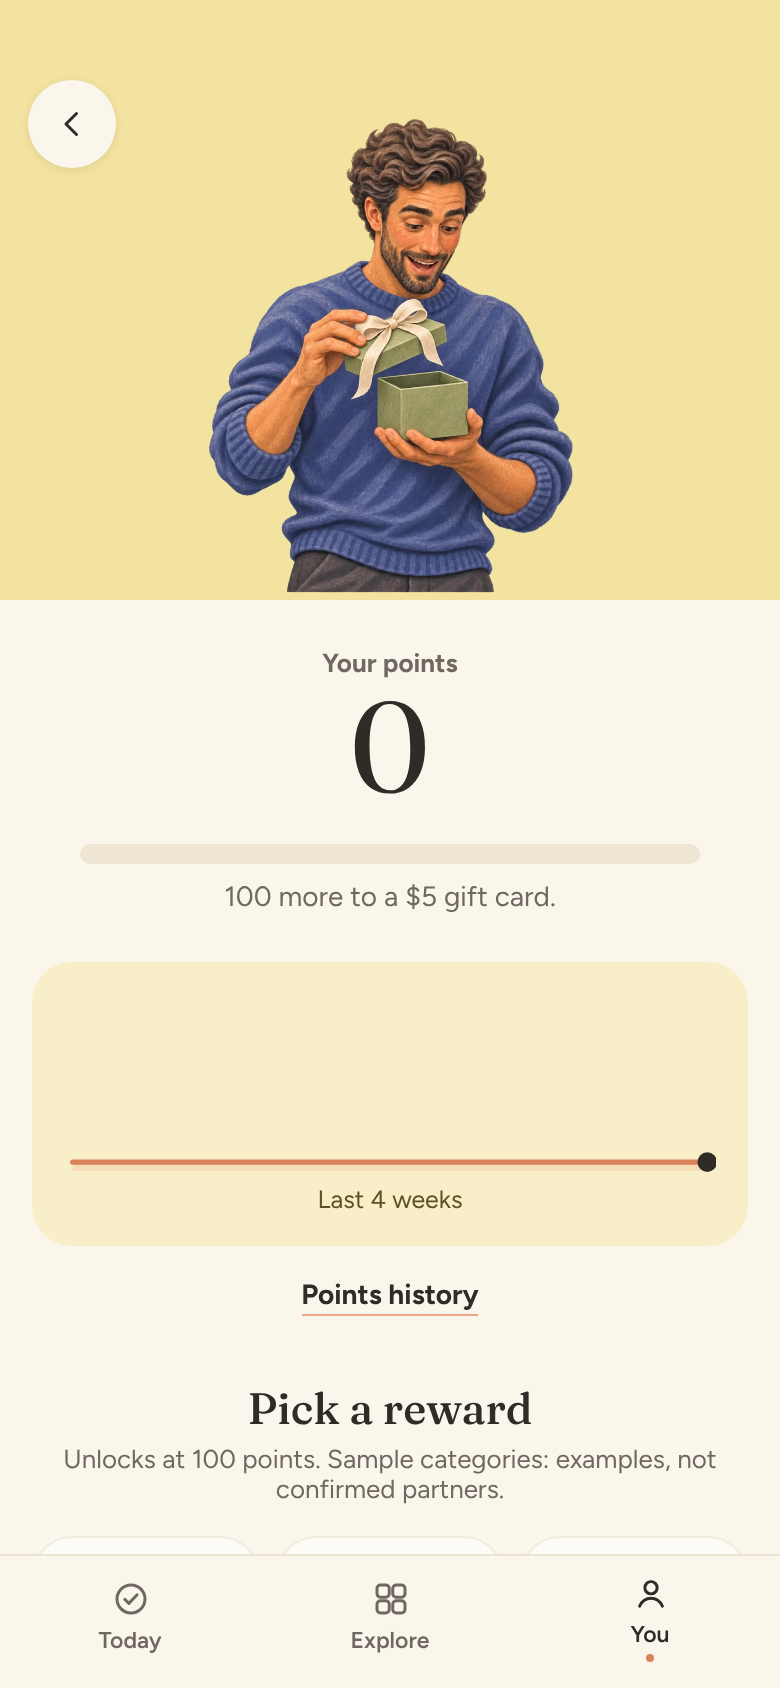 Your points
0
100 more to a $5 gift card.
Last 4 weeks
Points history
Pick a reward
Unlocks at 100 points. Sample categories: examples, not
confirmed partners.
Today
Explore
You